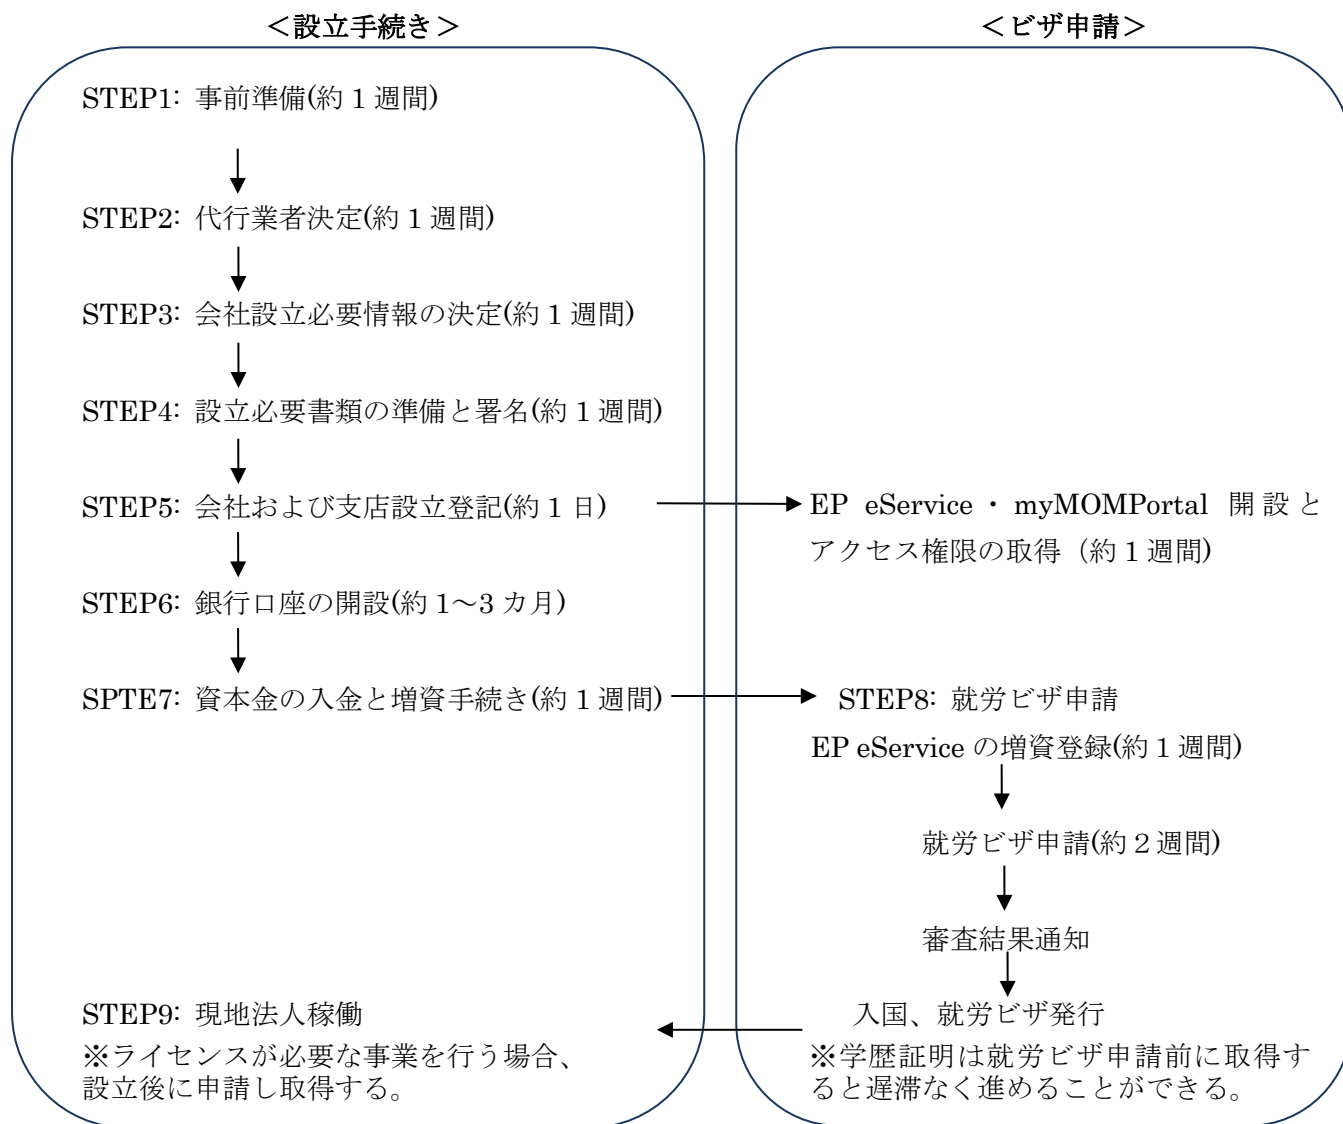 ＜設立手続き＞
STEP1: 事前準備(約 1 週間)
STEP2: 代行業者決定(約 1 週間)
STEP3: 会社設立必要情報の決定(約 1 週間)
STEP4: 設立必要書類の準備と署名(約 1 週間)
STEP5: 会社および支店設立登記(約 1 日)
STEP6: 銀行口座の開設(約 1～3 カ月)
SPTE7: 資本金の入金と増資手続き(約 1 週間)
STEP9: 現地法人稼働
※ライセンスが必要な事業を行う場合、
設立後に申請し取得する。
＜ビザ申請＞
EP eService ・ myMOMPortal 開設と
アクセス権限の取得（約 1 週間)
STEP8: 就労ビザ申請
EP eService の増資登録(約 1 週間)
就労ビザ申請(約 2 週間)
審査結果通知
入国、就労ビザ発行
※学歴証明は就労ビザ申請前に取得す
ると遅滞なく進めることができる。